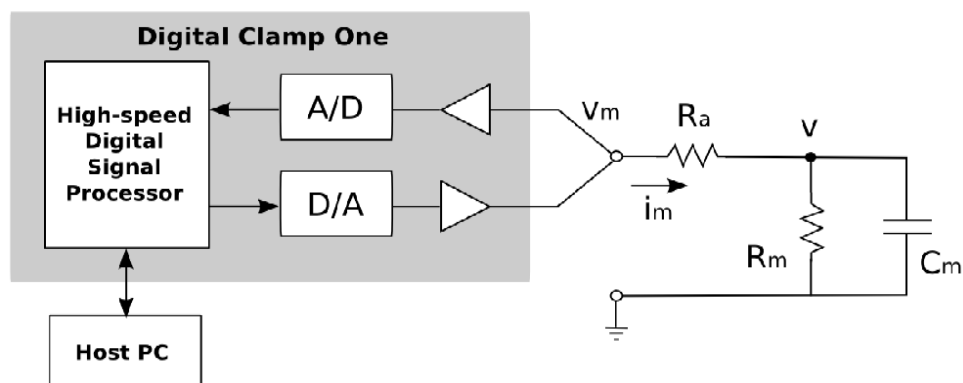 Digital Clamp One
High-speed
Digital
Signal
Processor
A/D
D/A
Host PC
Vm
im
Ra
v
Rm
Cm